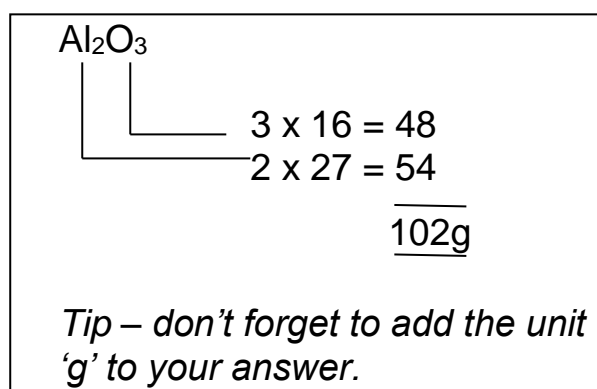 Al₂O₃
3 x 16 = 48
2 x 27 = 54
102g
Tip – don’t forget to add the unit
‘g’ to your answer.